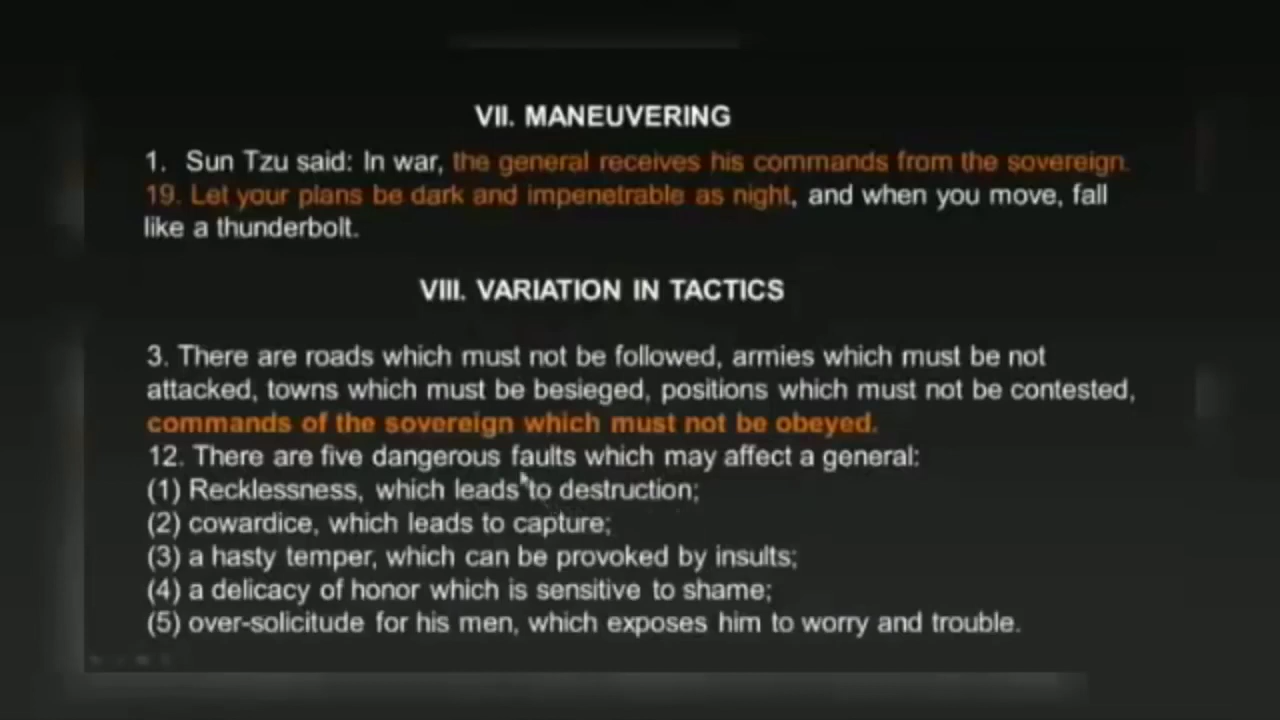 VII. MANEUVERING
1. Sun Tzu said: In war, the general receives his commands from the sovereign.
19. Let your plans be dark and impenetrable as night, and when you move, fall
like a thunderbolt.
VIII. VARIATION IN TACTICS
3. There are roads which must not be followed, armies which must be not
attacked, towns which must be besieged, positions which must not be contested,
commands of the sovereign which must not be obeyed.
12. There are five dangerous faults which may affect a general:
(1) Recklessness, which leads to destruction;
(2) cowardice, which leads to capture;
(3) a hasty temper, which can be provoked by insults;
(4) a delicacy of honor which is sensitive to shame;
(5) over-solicitude for his men, which exposes him to worry and trouble.